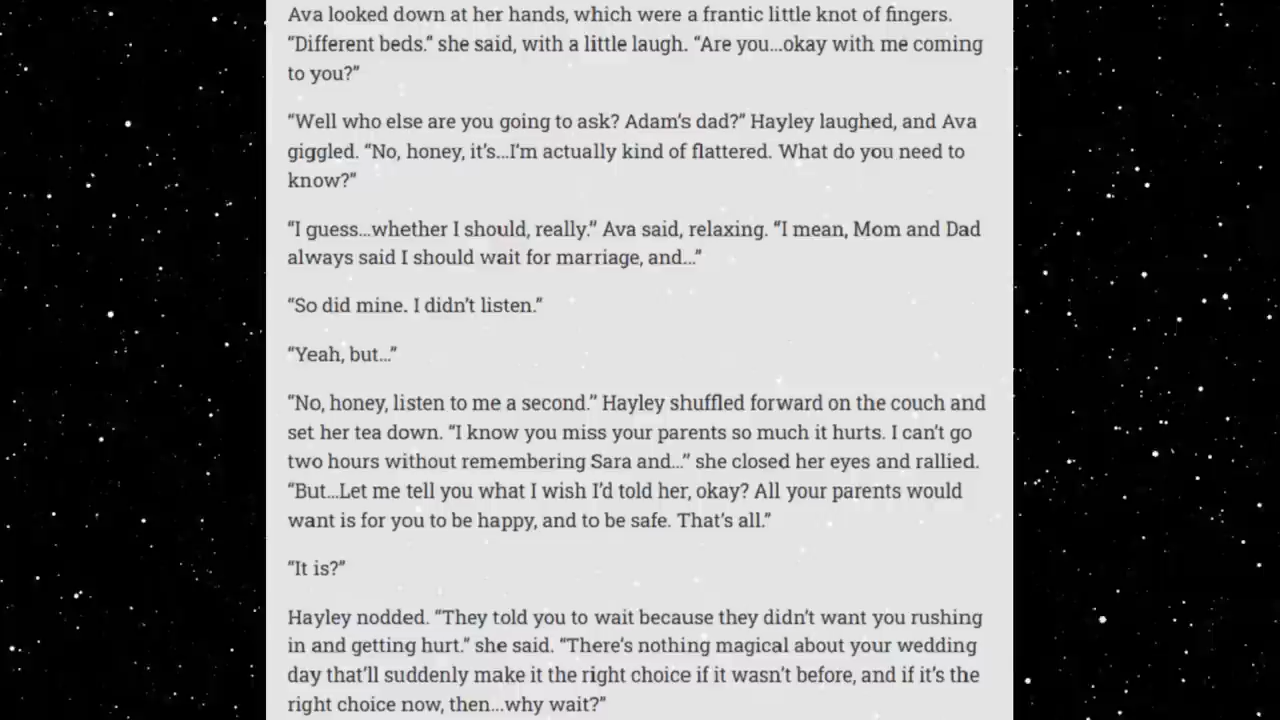 Ava looked down at her hands, which were a frantic little knot of fingers.
“Different beds.” she said, with a little laugh. “Are you…okay with me coming
to you?”
“Well who else are you going to ask? Adam’s dad?” Hayley laughed, and Ava
giggled. “No, honey, it’s…I’m actually kind of flattered. What do you need to
know?”
“I guess…whether I should, really.” Ava said, relaxing. “I mean, Mom and Dad
always said I should wait for marriage, and…”
“So did mine. I didn’t listen.”
“Yeah, but…”
“No, honey, listen to me a second.” Hayley shuffled forward on the couch and
set her tea down. “I know you miss your parents so much it hurts. I can’t go
two hours without remembering Sara and…” she closed her eyes and rallied.
“But…Let me tell you what I wish I’d told her, okay? All your parents would
want is for you to be happy, and to be safe. That’s all.”
“It is?”
Hayley nodded. “They told you to wait because they didn’t want you rushing
in and getting hurt.” she said. “There’s nothing magical about your wedding
day that’ll suddenly make it the right choice if it wasn’t before, and if it’s the
right choice now, then…why wait?”